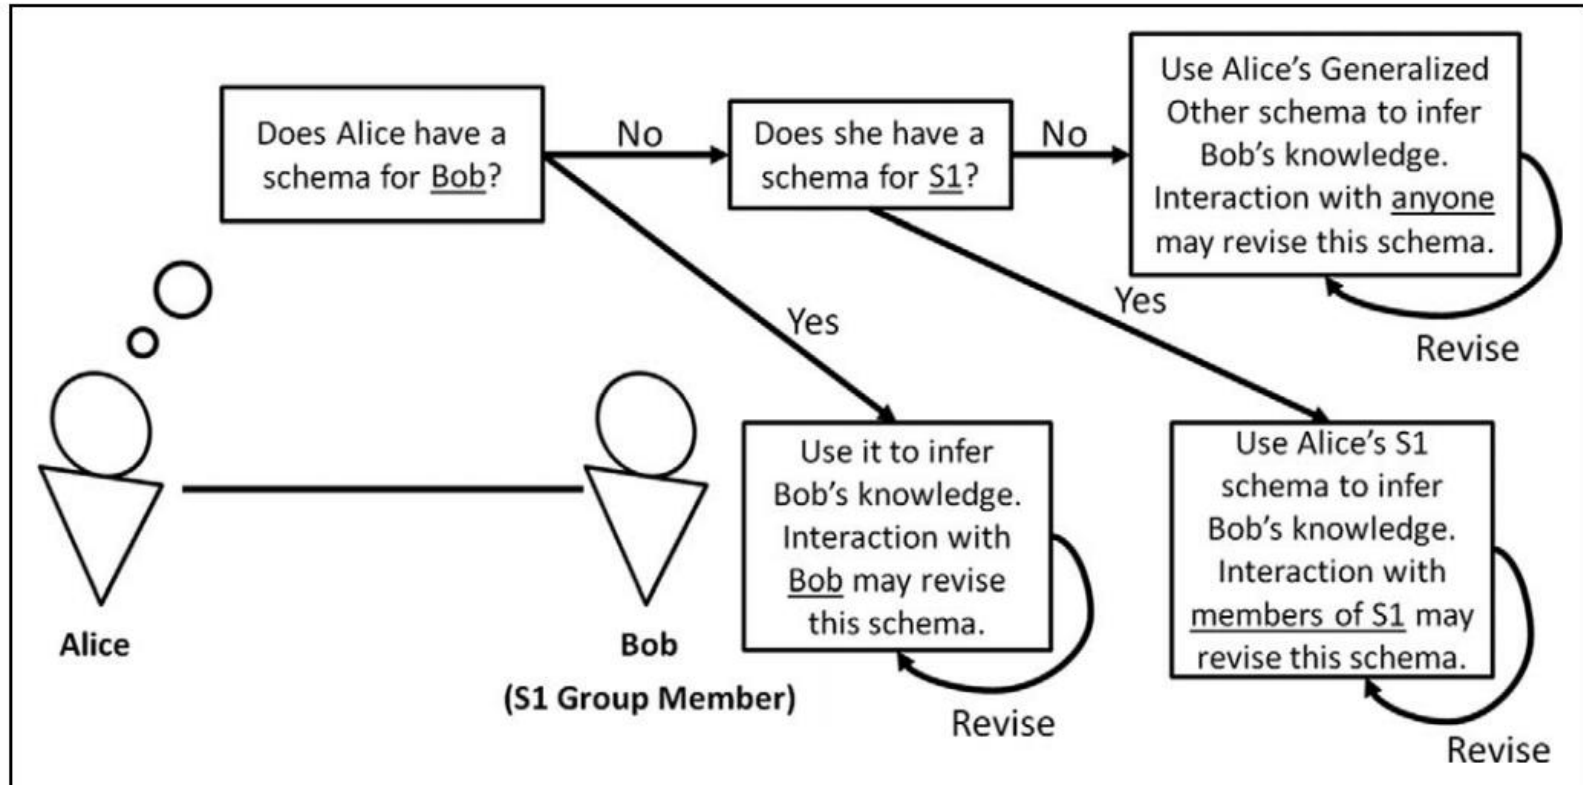 Does Alice have a
schema for Bob?
No
Does she have a
schema for S1?
No
Use Alice's Generalized
Other schema to infer
Bob's knowledge.
Interaction with anyone
may revise this schema.
Revise
Yes
Yes
Use it to infer
Bob's knowledge.
Interaction with
Bob may revise
this schema.
Revise
Use Alice's S1
schema to infer
Bob's knowledge.
Interaction with
members of S1 may
revise this schema.
Revise
Alice
Bob
(S1 Group Member)